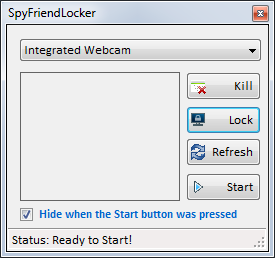 SpyFriendLocker
Integrated Webcam
Kill
Lock
Refresh
Start
Hide when the Start button was pressed
Status: Ready to Start!